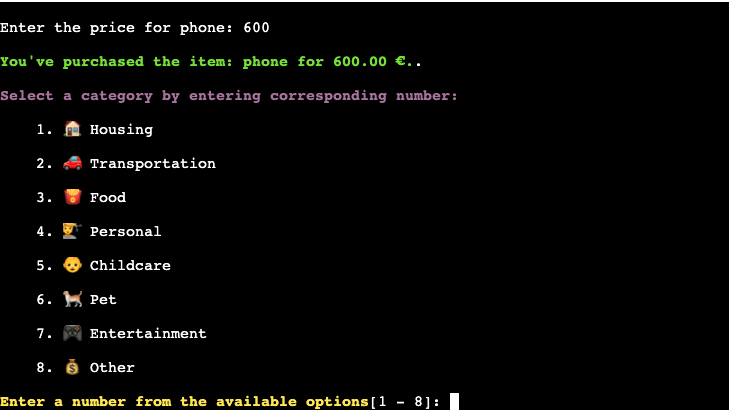 Enter the price for phone: 600
You've purchased the item: phone for 600.00 €..
Select a category by entering corresponding number:
1. 🏠 Housing
2. 🚗 Transportation
3. 🍟 Food
4. 💇 Personal
5. 👶 Childcare
6. 🐕 Pet
7. 🎮 Entertainment
8. 💰 Other
Enter a number from the available options[1 - 8]: